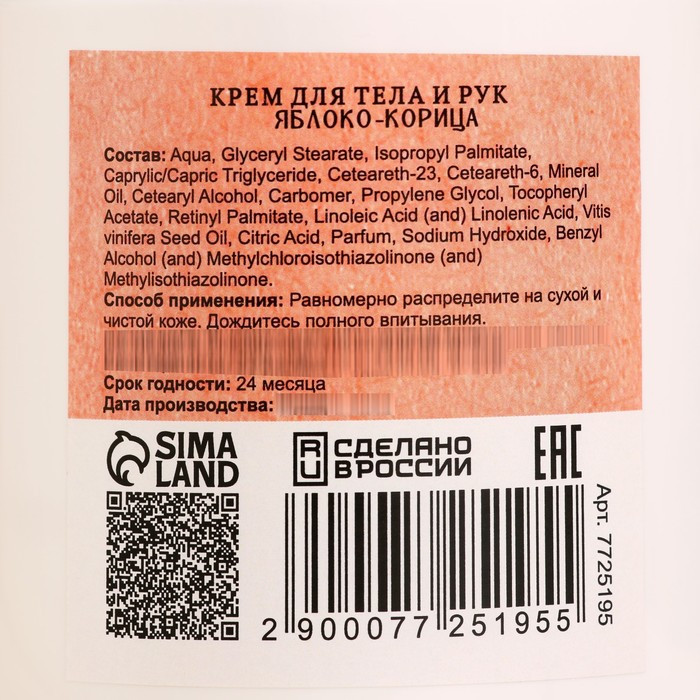 КРЕМ ДЛЯ ТЕЛА И РУК
ЯБЛОКО-КОРИЦА
Состав: Aqua, Glyceryl Stearate, Isopropyl Palmitate,
Caprylic/Capric Triglyceride, Ceteareth-23, Ceteareth-6, Mineral
Oil, Cetearyl Alcohol, Carbomer, Propylene Glycol, Tocopheryl
Acetate, Retinyl Palmitate, Linoleic Acid (and) Linolenic Acid, Vitis
vinifera Seed Oil, Citric Acid, Parfum, Sodium Hydroxide, Benzyl
Alcohol (and) Methylchloroisothiazolinone (and)
Methylisothiazolinone.
Способ применения: Равномерно распределите на сухой и
чистой коже. Дождитесь полного впитывания.
Срок годности: 24 месяца
Дата производства:
SIMA
LAND
RU
СДЕЛАНО
В РОССИИ
EAC
Арт. 7725195
2 900077 251955